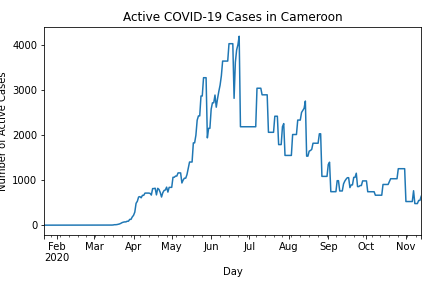 Active COVID-19 Cases in Cameroon
Number of Active Cases
4000
3000
2000
1000
0
Feb Mar Apr May Jun Jul Aug Sep Oct Nov
2020
Day